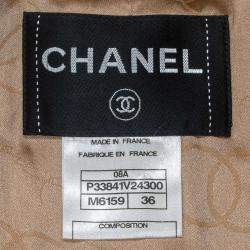 CHANEL
MADE IN FRANCE
FABRIQUE EN FRANCE
08A
P33841V24300
M6159 36
COMPOSITION